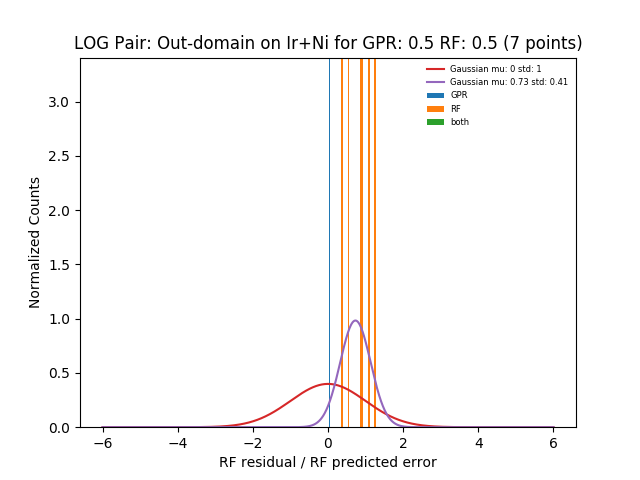 LOG Pair: Out-domain on Ir+Ni for GPR: 0.5 RF: 0.5 (7 points)
Gaussian mu: 0 std: 1
Gaussian mu: 0.73 std: 0.41
GPR
RF
both
Normalized Counts
3.0
2.5
2.0
1.5
1.0
0.5
0.0
−6 −4 −2 0 2 4 6
RF residual / RF predicted error